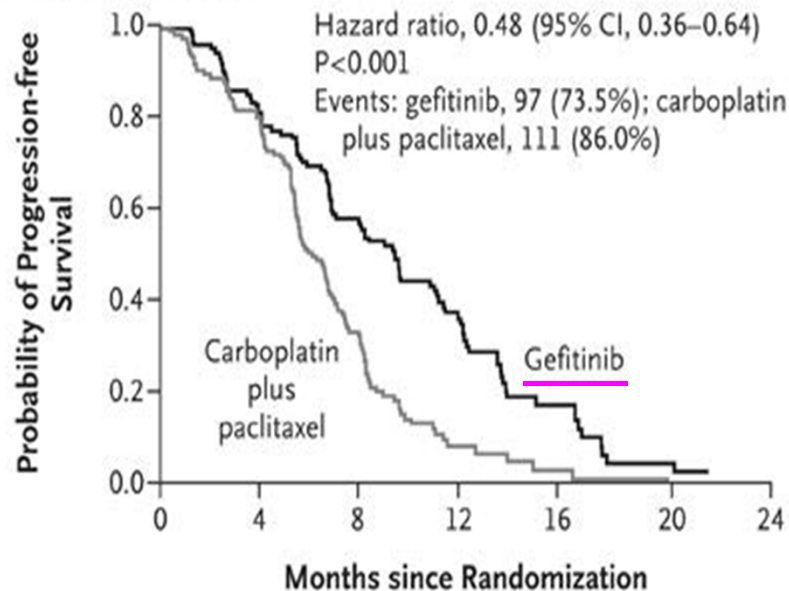 Hazard ratio, 0.48 (95% CI, 0.36–0.64)
P<0.001
Events: gefitinib, 97 (73.5%); carboplatin
plus paclitaxel, 111 (86.0%)
Probability of Progression-free
Survival
1.0
0.8
0.6
0.4
0.2
0.0
Carboplatin
plus
paclitaxel
Gefitinib
0 4 8 12 16 20 24
Months since Randomization